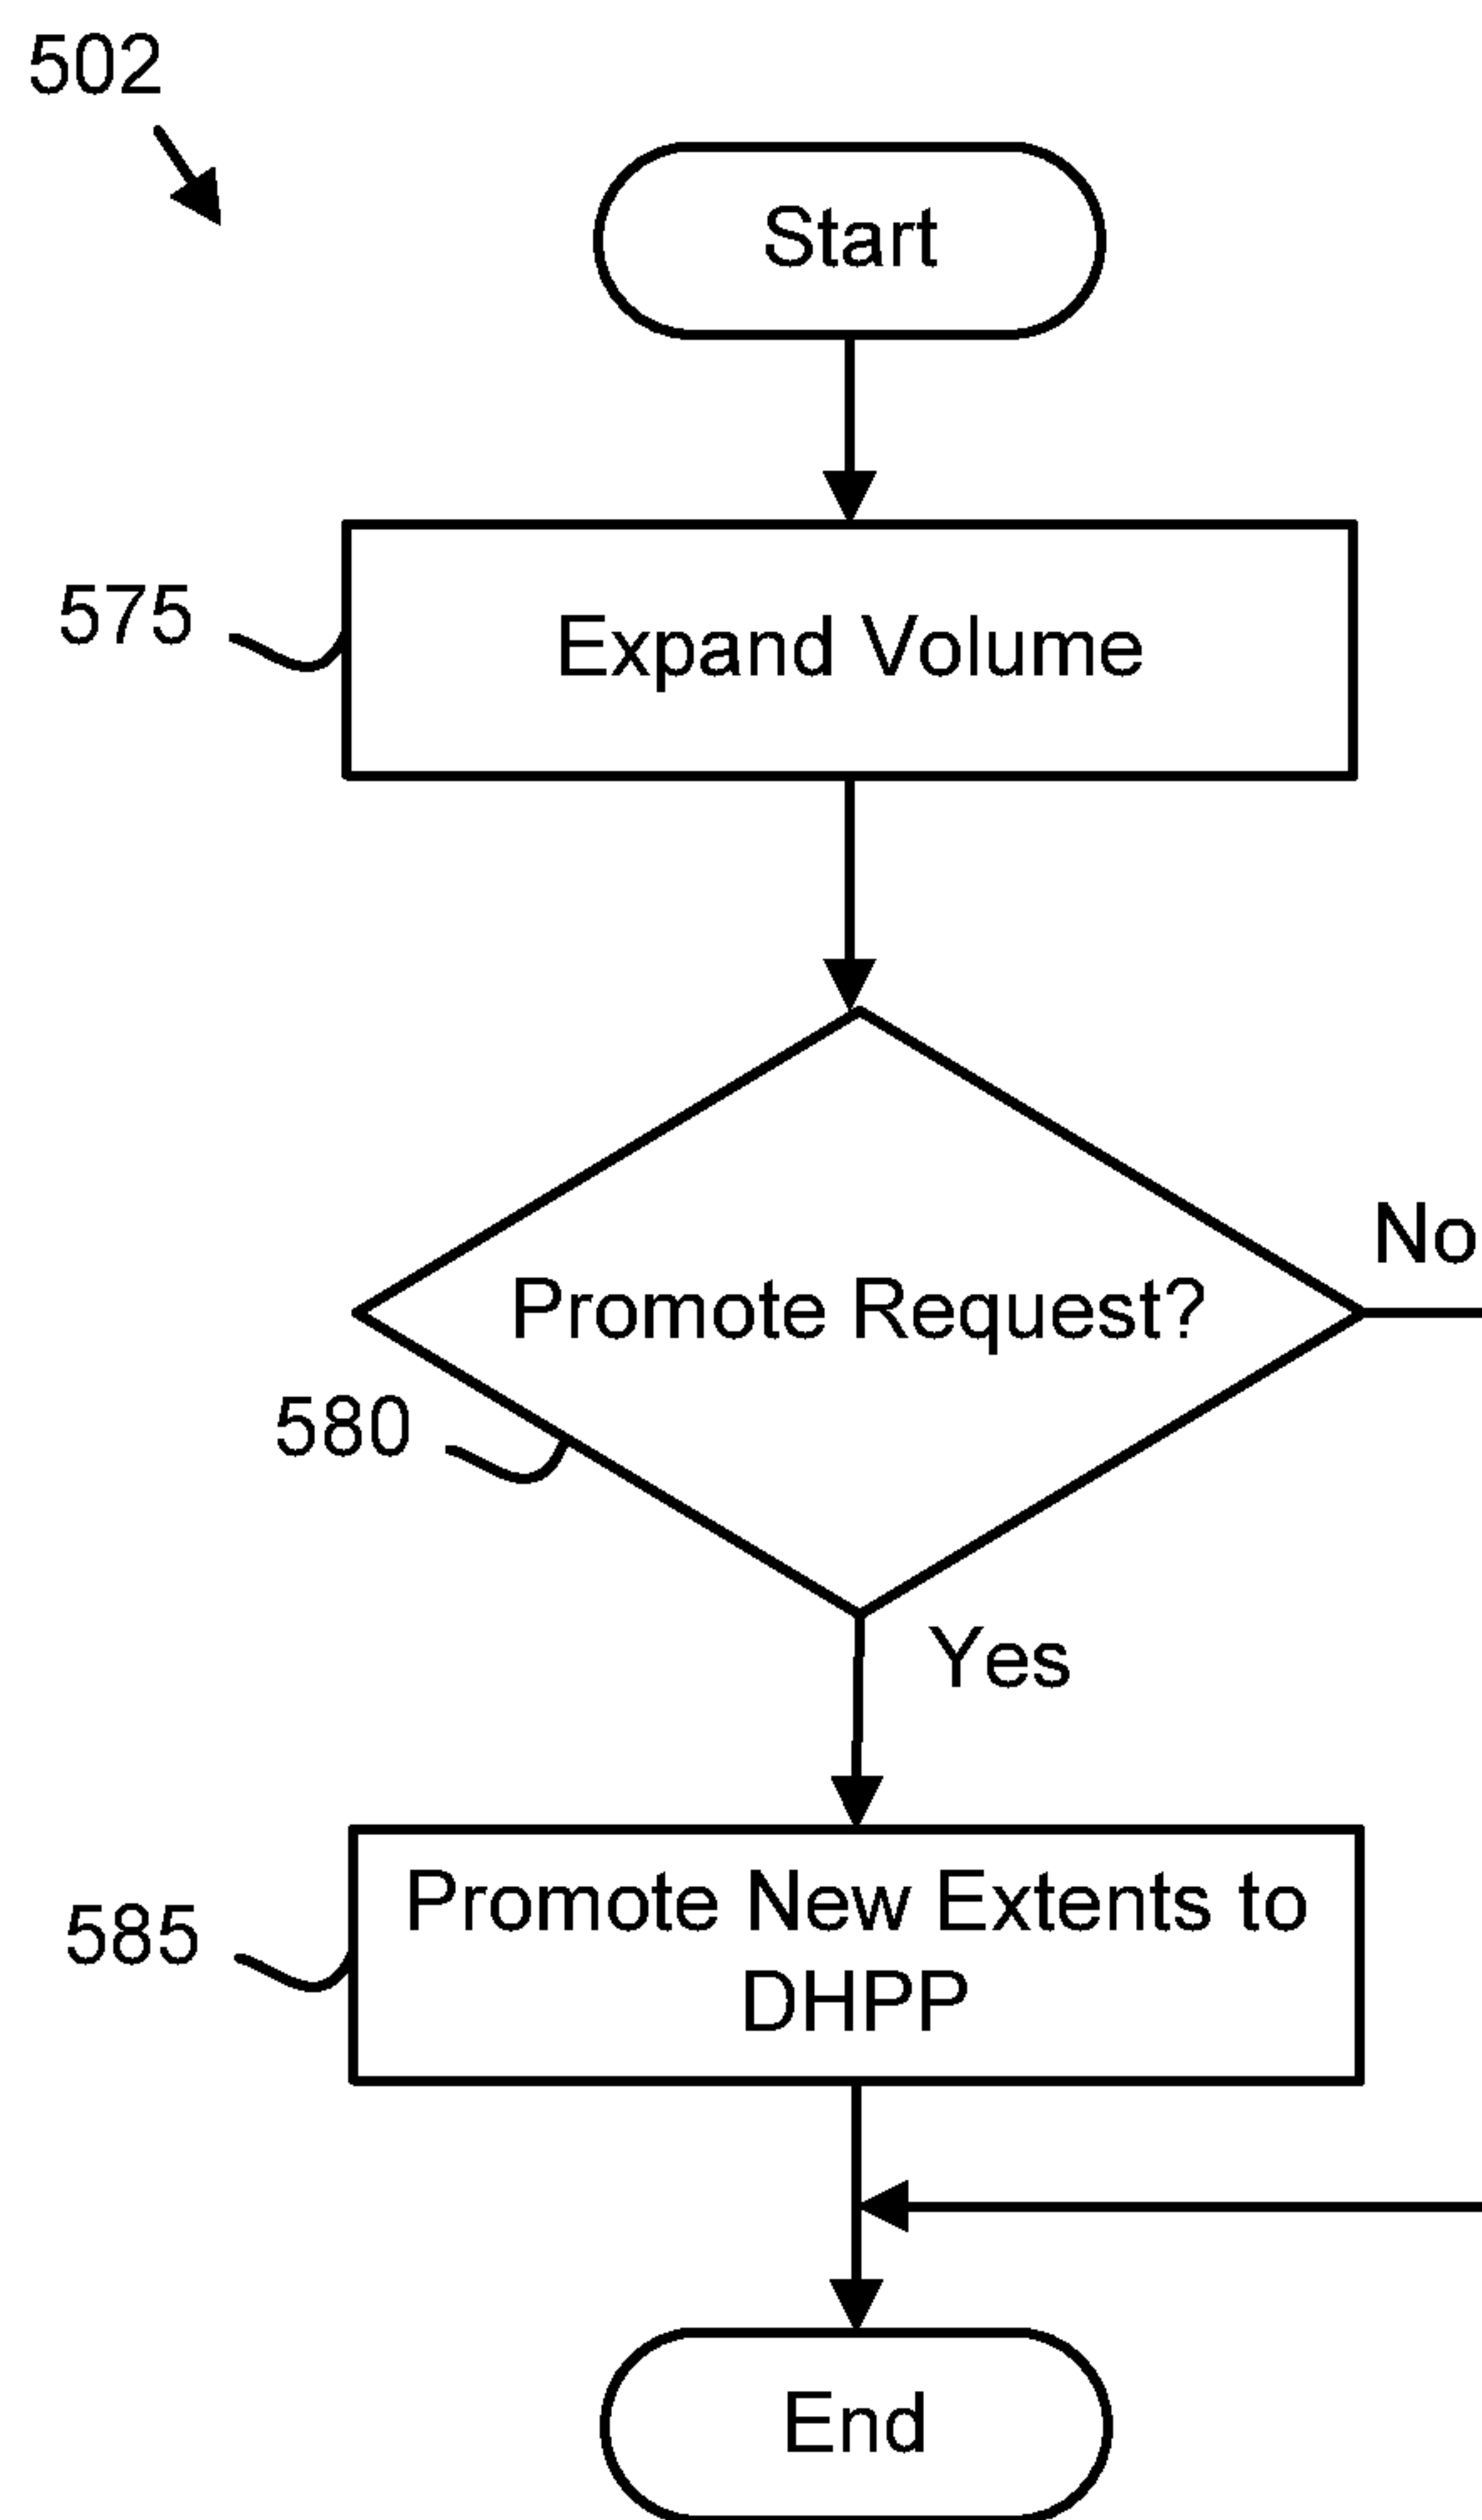 502
Start
575
Expand Volume
No
Promote Request?
580
Yes
585
Promote New Extents to
DHPP
End